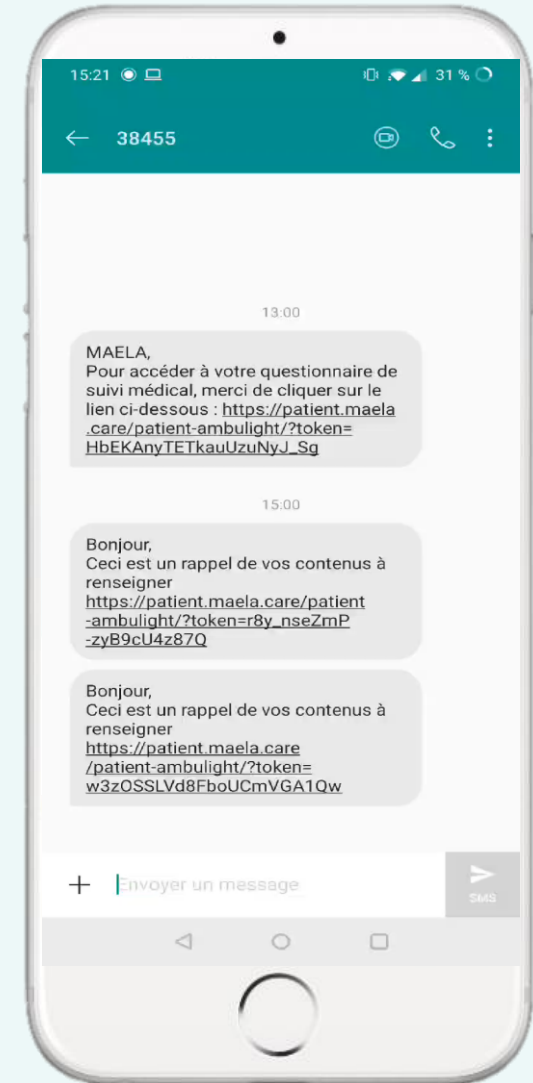 15:21 31 %
38455
13:00
MAELA,
Pour accéder à votre questionnaire de
suivi médical, merci de cliquer sur le
lien ci-dessous : https://patient.maela
.care/patient-ambulight/?token=
HbEKAnyTETkauUzuNyJ_Sg
15:00
Bonjour,
Ceci est un rappel de vos contenus à
renseigner
https://patient.maela.care/patient
-ambulight/?token=r8y_nseZmP
-zyB9cU4z87Q
Bonjour,
Ceci est un rappel de vos contenus à
renseigner
https://patient.maela.care
/patient-ambulight/?token=
w3zOSSLVd8FboUCmVGA1Qw
Envoyer un message
SMS